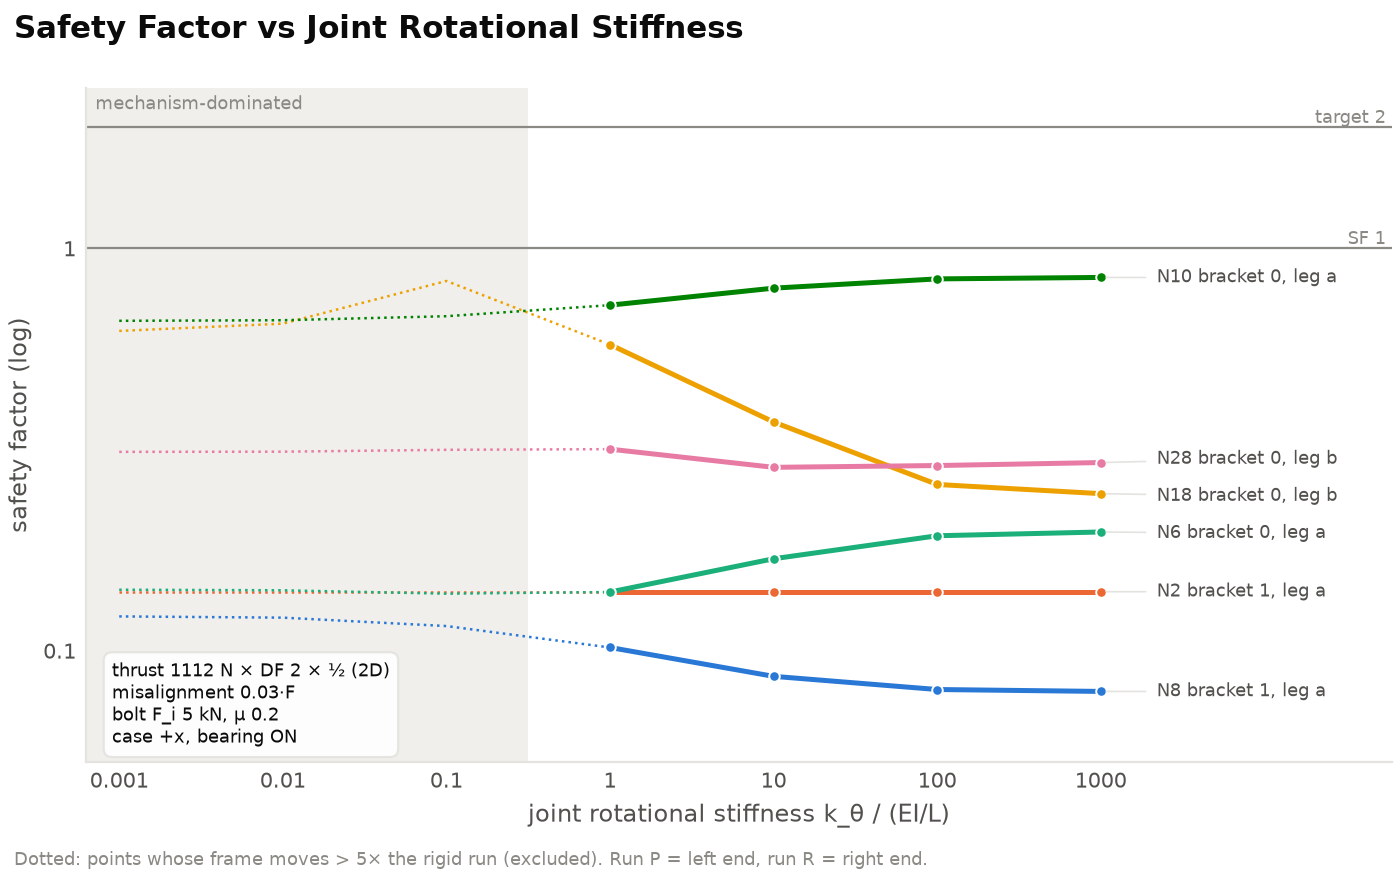 Safety Factor vs Joint Rotational Stiffness
mechanism-dominated
target 2
SF 1
1
0.1
safety factor (log)
N10 bracket 0, leg a
N28 bracket 0, leg b
N18 bracket 0, leg b
N6 bracket 0, leg a
N2 bracket 1, leg a
N8 bracket 1, leg a
thrust 1112 N × DF 2 × ½ (2D)
misalignment 0.03·F
bolt F_i 5 kN, μ 0.2
case +x, bearing ON
0.001 0.01 0.1 1 10 100 1000
joint rotational stiffness k_θ / (EI/L)
Dotted: points whose frame moves > 5× the rigid run (excluded). Run P = left end, run R = right end.